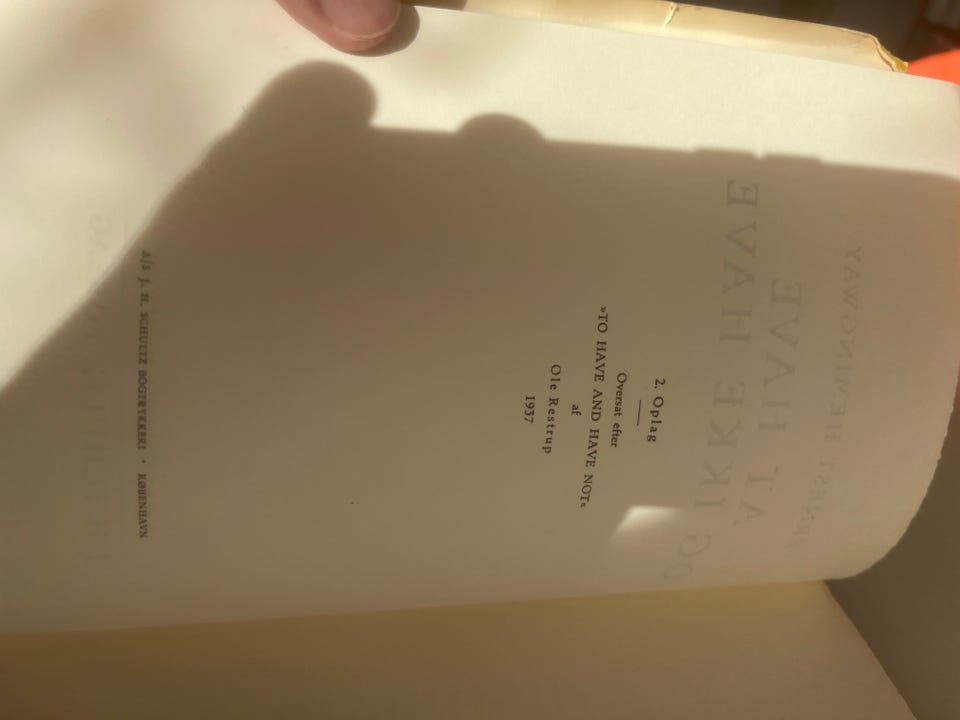 2. Oplag
Oversat efter
»TO HAVE AND HAVE NOT«
af
Ole Restrup
1937
A/S J. H. SCHULTZ BOGTRYKKERI * KØBENHAVN
ERNEST HEMINGWAY
AT HAVE
OG IKKE HAVE